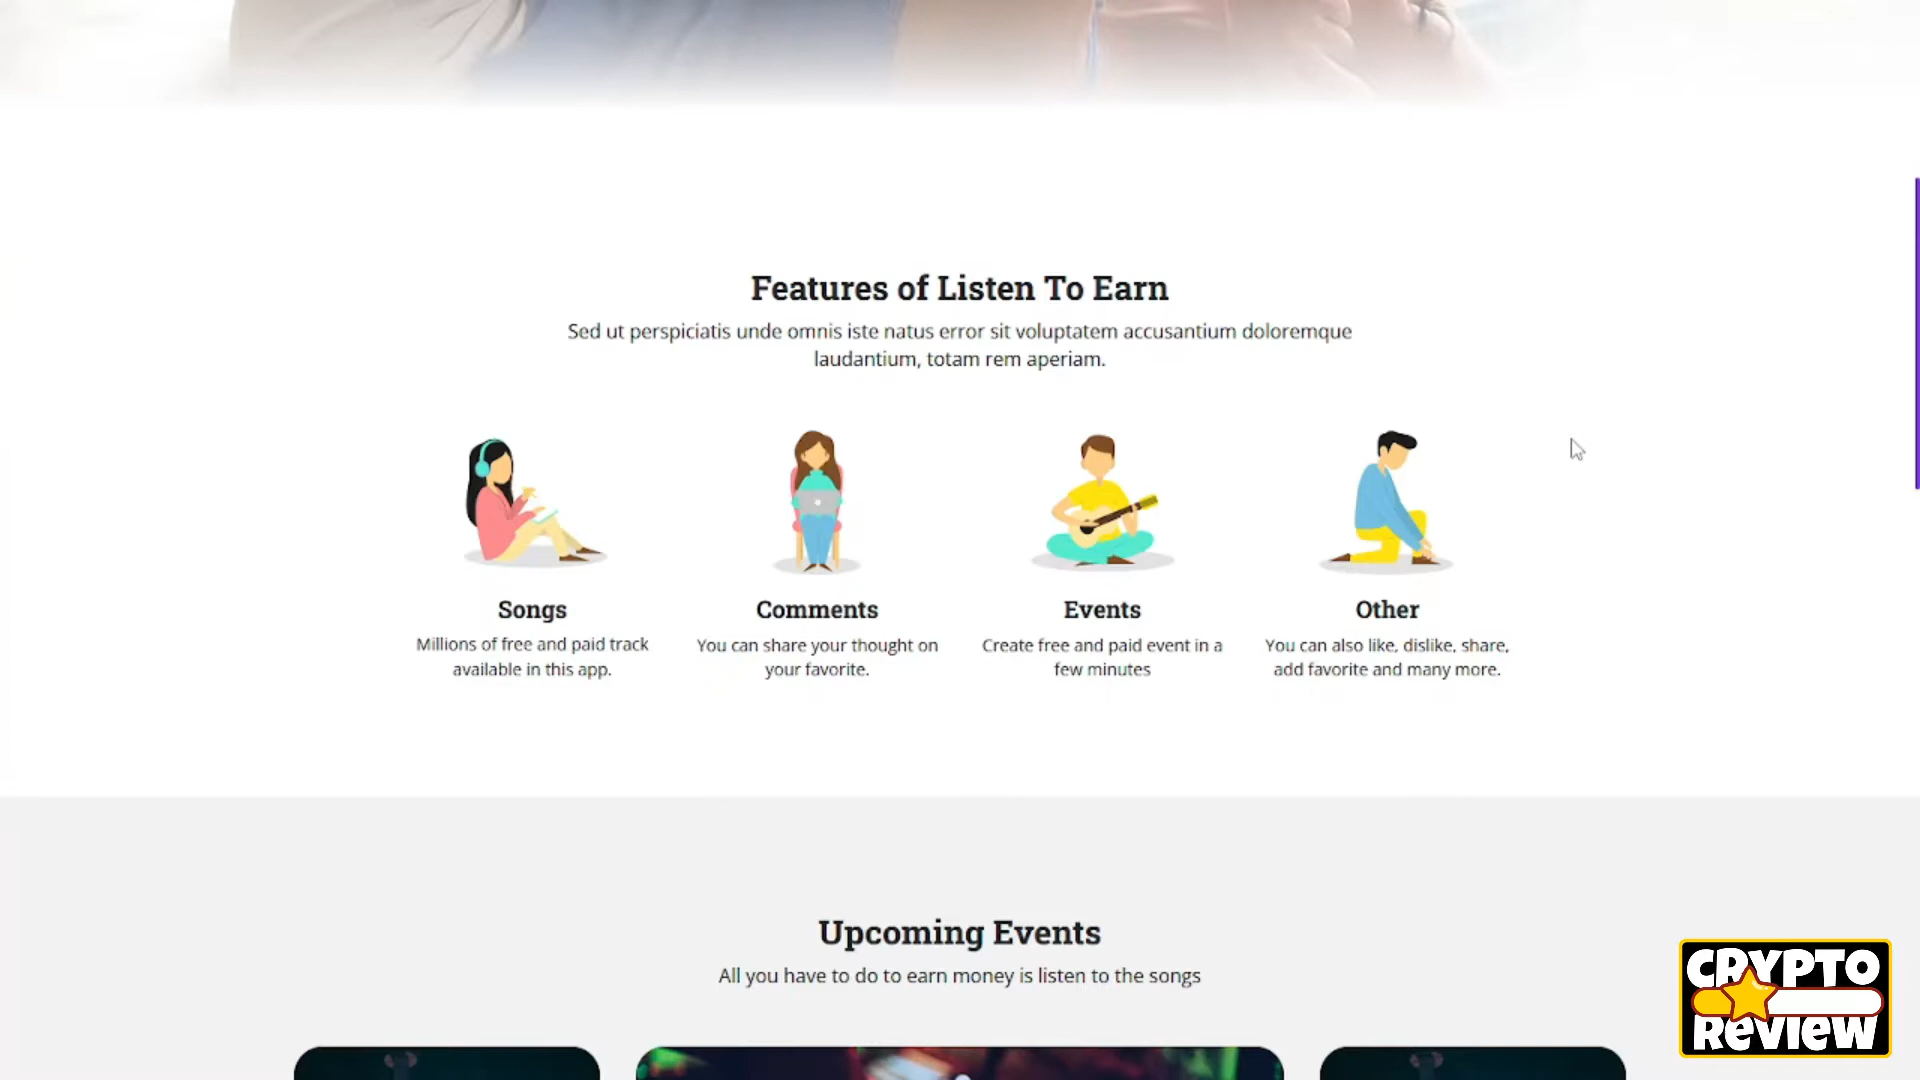 Features of Listen To Earn
Sed ut perspiciatis unde omnis iste natus error sit voluptatem accusantium doloremque
laudantium, totam rem aperiam.
Songs
Millions of free and paid track
available in this app.
Comments
You can share your thought on
your favorite.
Events
Create free and paid event in a
few minutes
Other
You can also like, dislike, share,
add favorite and many more.
Upcoming Events
All you have to do to earn money is listen to the songs
CRYPTO
ReVieW